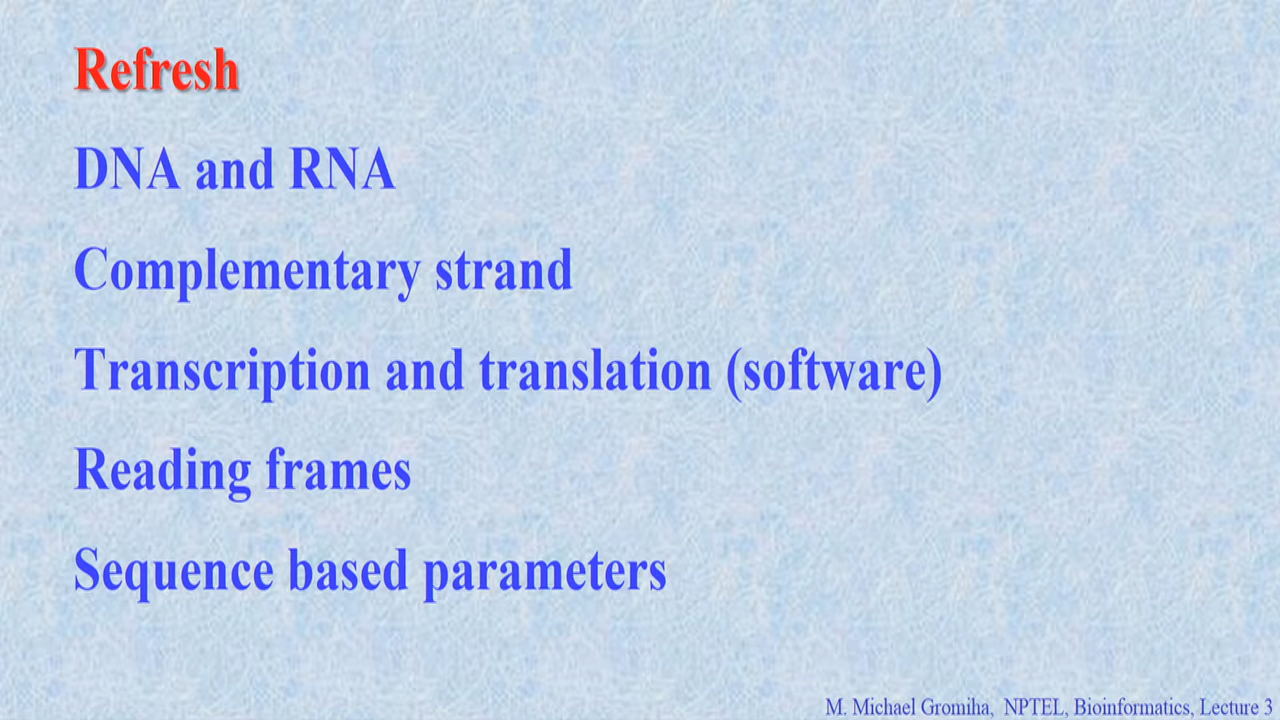 Refresh
DNA and RNA
Complementary strand
Transcription and translation (software)
Reading frames
Sequence based parameters
M. Michael Gromiha, NPTEL, Bioinformatics, Lecture 3